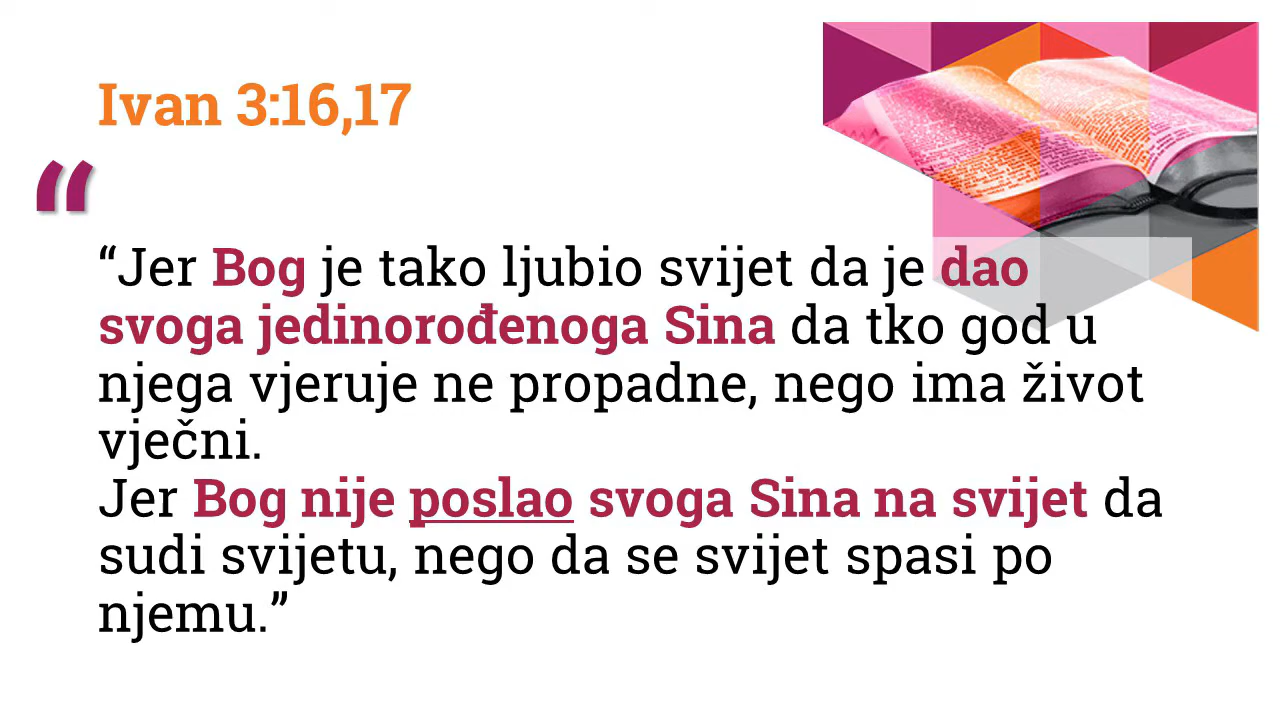 Ivan 3:16,17
“
“Jer Bog je tako ljubio svijet da je dao
svoga jedinorođenoga Sina da tko god u
njega vjeruje ne propadne, nego ima život
vječni.
Jer Bog nije poslao svoga Sina na svijet da
sudi svijetu, nego da se svijet spasi po
njemu.”